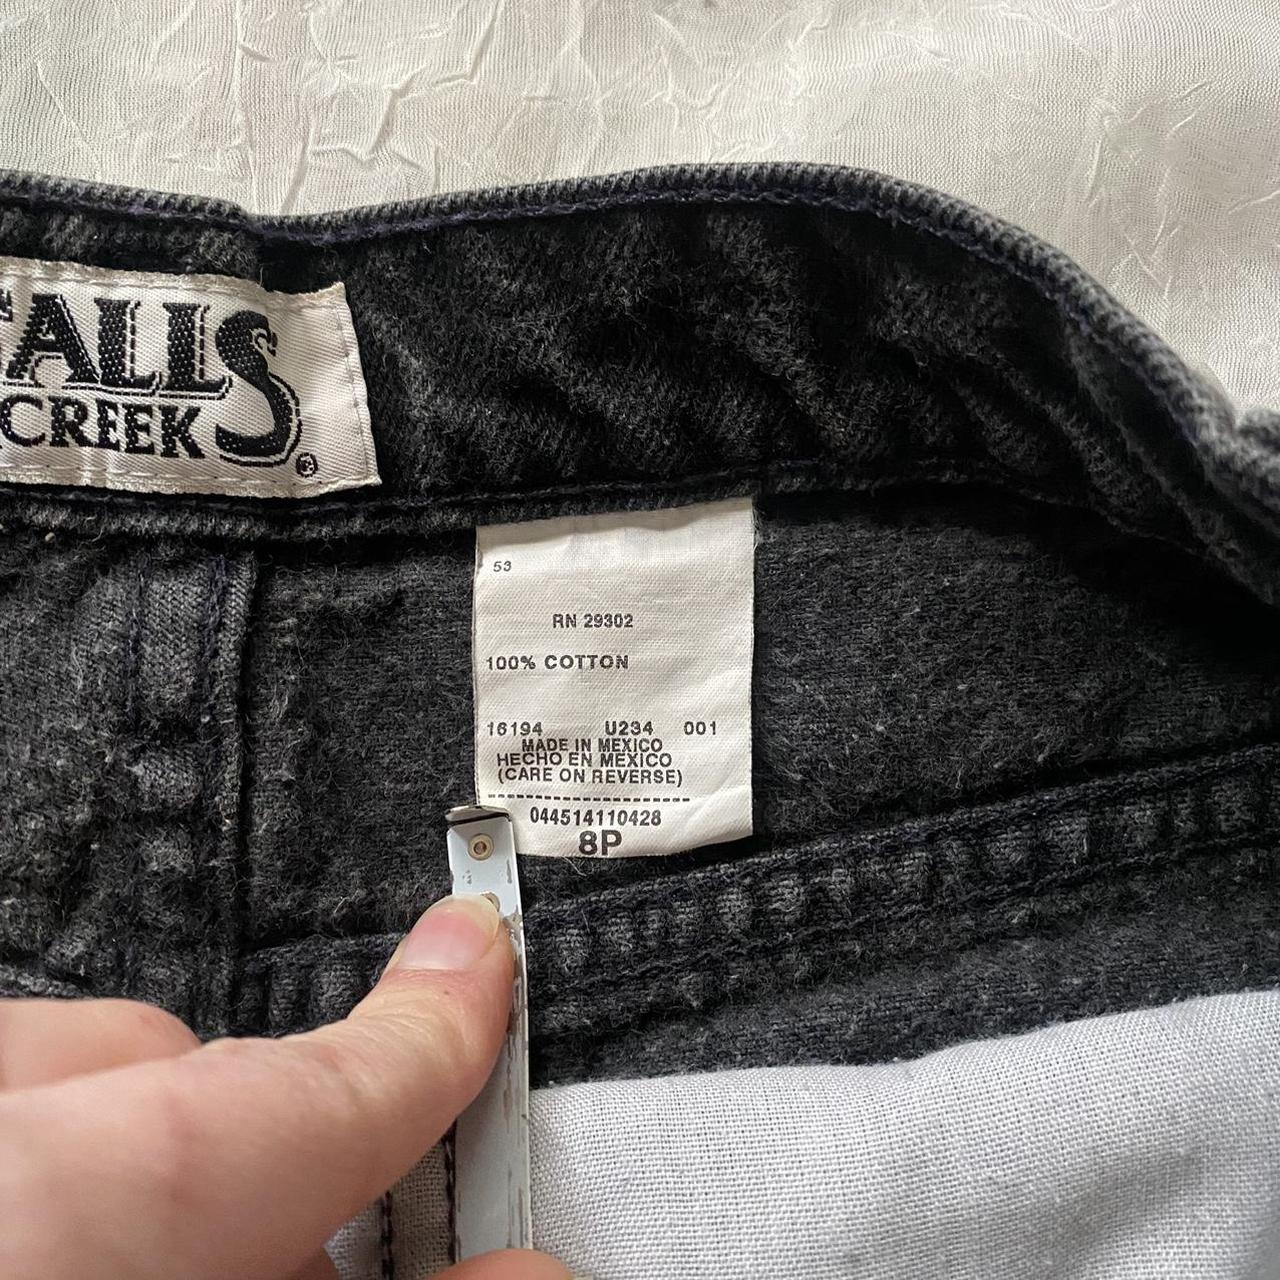 FALLS
CREEK
®
53
RN 29302
100% COTTON
16194 U234 001
MADE IN MEXICO
HECHO EN MEXICO
(CARE ON REVERSE)
044514110428
8P